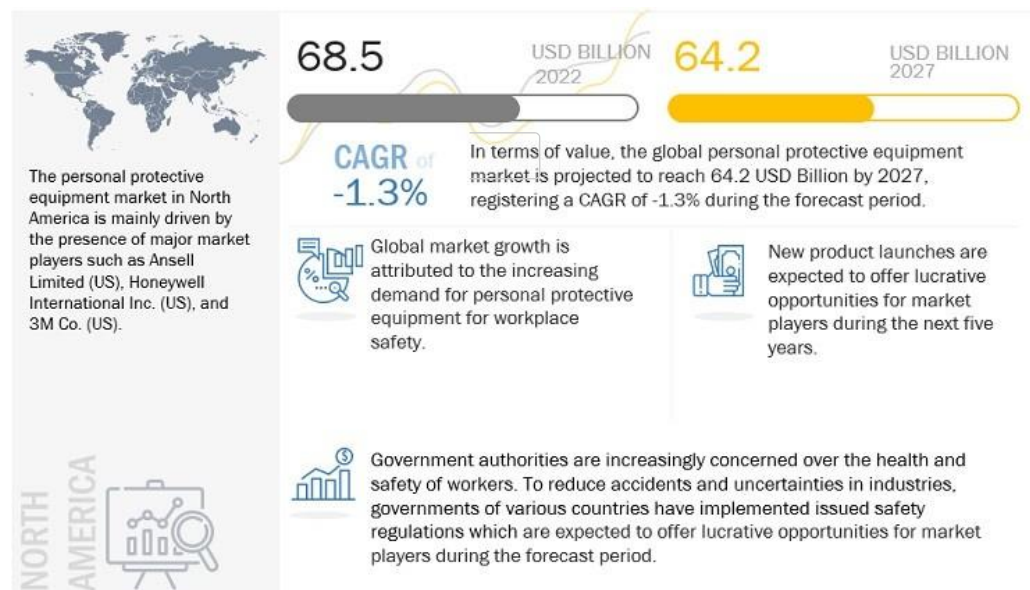 68.5
USD BILLION
2022
64.2
USD BILLION
2027
CAGR of
-1.3%
In terms of value, the global personal protective equipment
market is projected to reach 64.2 USD Billion by 2027,
registering a CAGR of -1.3% during the forecast period.
The personal protective
equipment market in North
America is mainly driven by
the presence of major market
players such as Ansell
Limited (US), Honeywell
International Inc. (US), and
3M Co. (US).
Global market growth is
attributed to the increasing
demand for personal protective
equipment for workplace
safety.
New product launches are
expected to offer lucrative
opportunities for market
players during the next five
years.
Government authorities are increasingly concerned over the health and
safety of workers. To reduce accidents and uncertainties in industries,
governments of various countries have implemented issued safety
regulations which are expected to offer lucrative opportunities for market
players during the forecast period.
NORTH
AMERICA